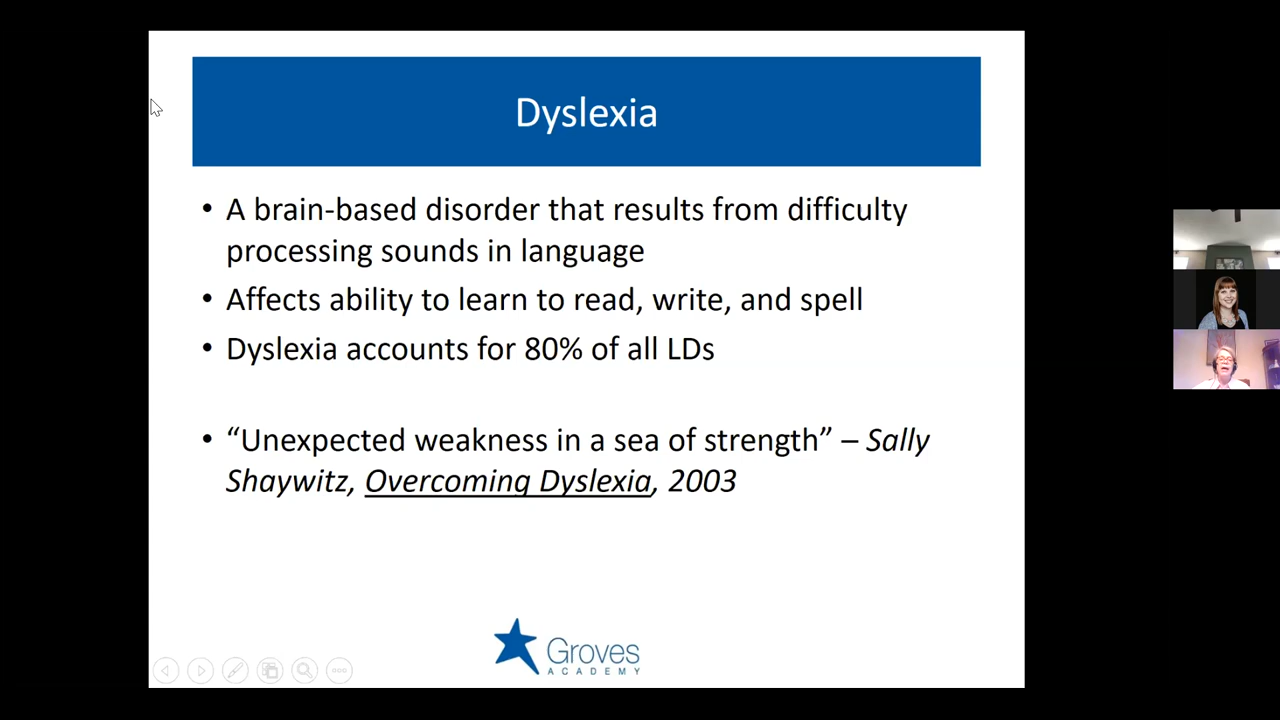 Dyslexia
• A brain-based disorder that results from difficulty
processing sounds in language
• Affects ability to learn to read, write, and spell
• Dyslexia accounts for 80% of all LDs
• “Unexpected weakness in a sea of strength” – Sally
Shaywitz, Overcoming Dyslexia, 2003
Groves
ACADEMY